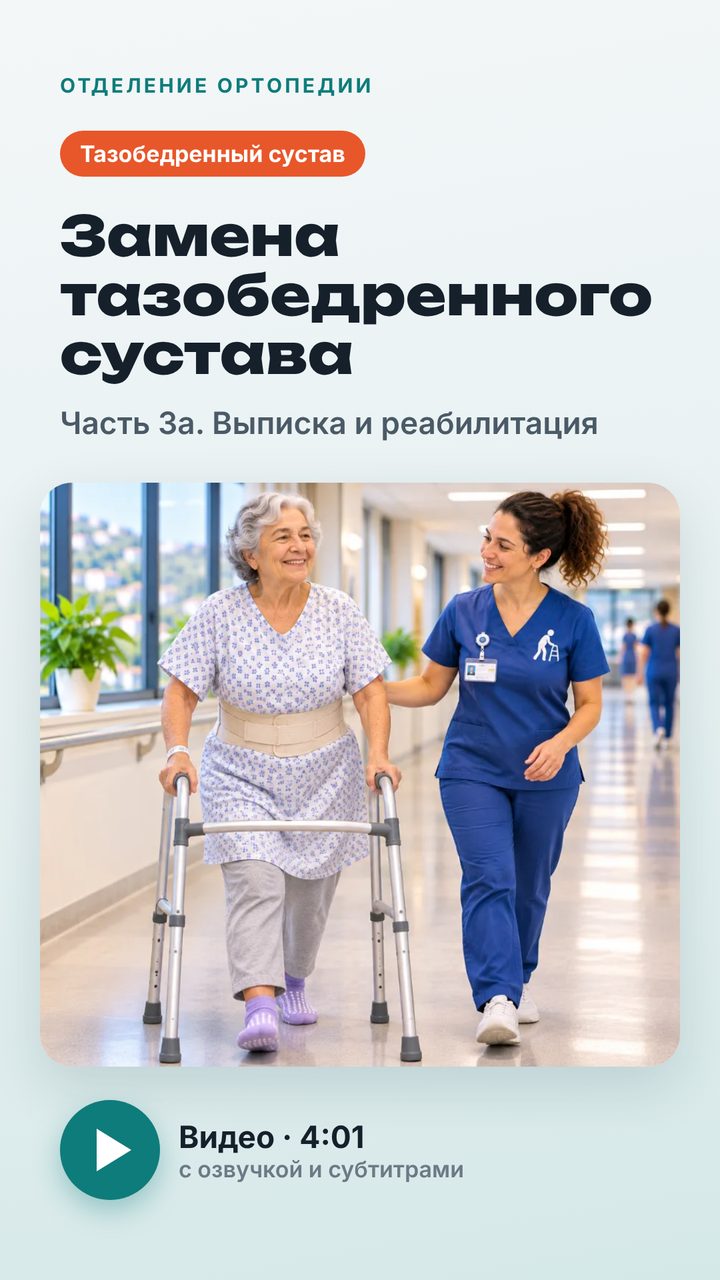 ОТДЕЛЕНИЕ ОРТОПЕДИИ
Тазобедренный сустав
Замена
тазобедренного
сустава
Часть 3а. Выписка и реабилитация
Видео · 4:01
с озвучкой и субтитрами